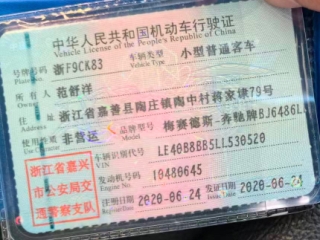 中华人民共和国机动车行驶证
Vehicle License of the People's Republic of China
号牌号码 浙F9CK83 车辆类型 小型普通客车
Vehicle Type
所有人 范舒洋
住址 浙江省嘉善县陶庄镇陶中村蒋家谦79号
使用性质 非营运 品牌型号 梅赛德斯-奔驰牌BJ6486L
车辆识别代号 LE40B8BB5LL530520
VIN
浙江省嘉兴
市公安局交
通警察支队
发动机号码 10480645
Engine No.
注册日期 2020-06-24 发证日期 2020-06-24